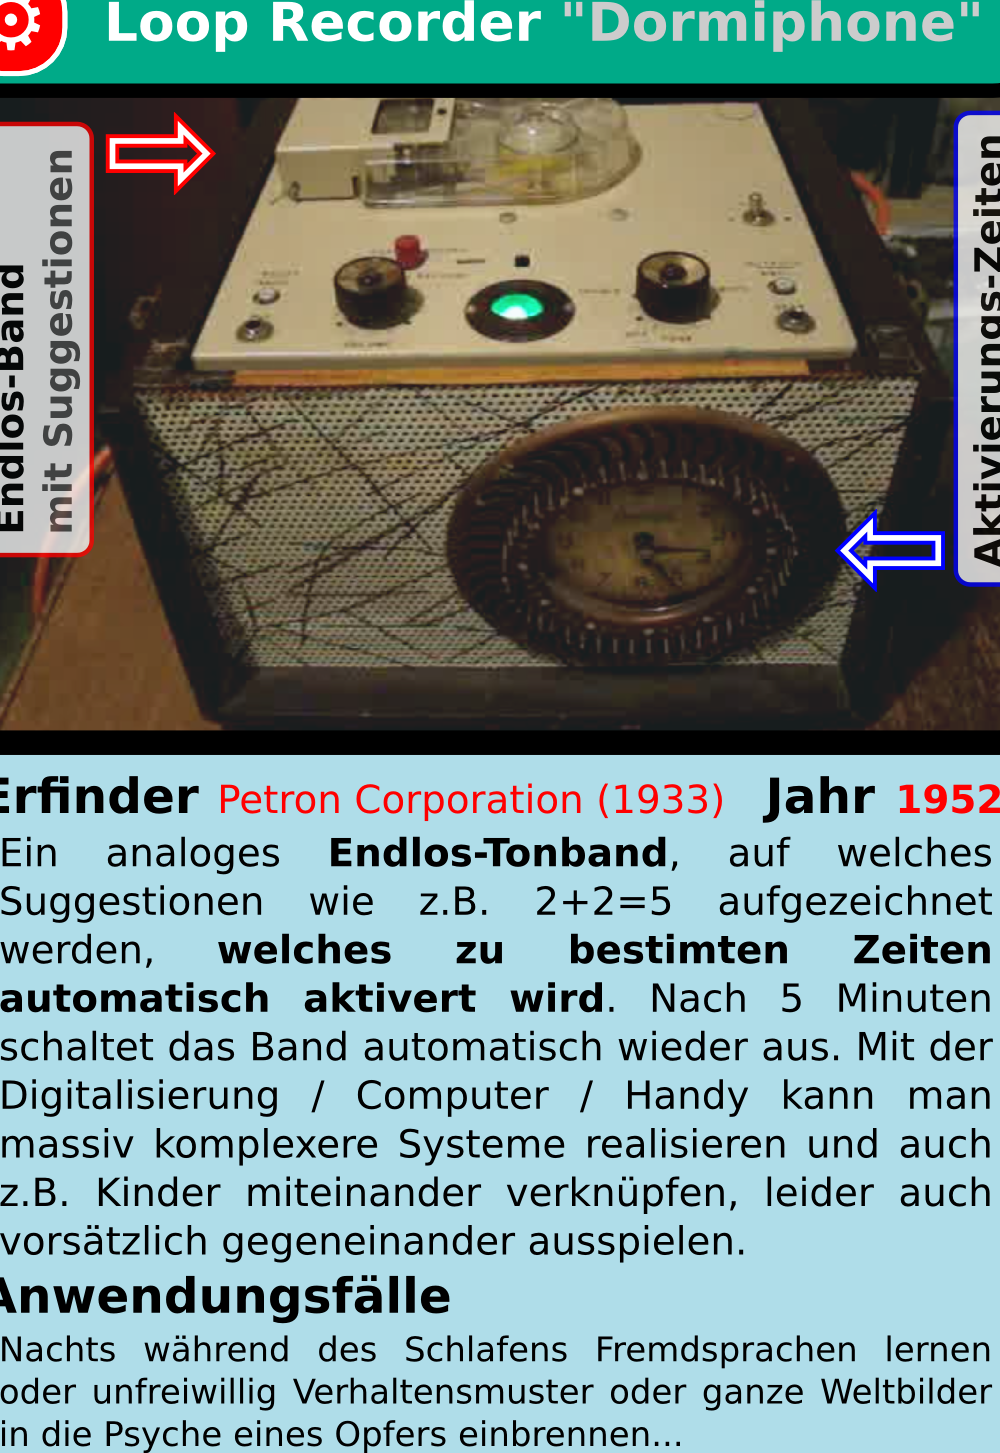 Loop Recorder "Dormiphone"
Endlos-Band
mit Suggestionen
Aktivierungs-Zeiten
Erfinder Petron Corporation (1933) Jahr 1952
Ein analoges Endlos-Tonband, auf welches
Suggestionen wie z.B. 2+2=5 aufgezeichnet
werden, welches zu bestimten Zeiten
automatisch aktivert wird. Nach 5 Minuten
schaltet das Band automatisch wieder aus. Mit der
Digitalisierung / Computer / Handy kann man
massiv komplexere Systeme realisieren und auch
z.B. Kinder miteinander verknüpfen, leider auch
vorsätzlich gegeneinander ausspielen.
Anwendungsfälle
Nachts während des Schlafens Fremdsprachen lernen
oder unfreiwillig Verhaltensmuster oder ganze Weltbilder
in die Psyche eines Opfers einbrennen...